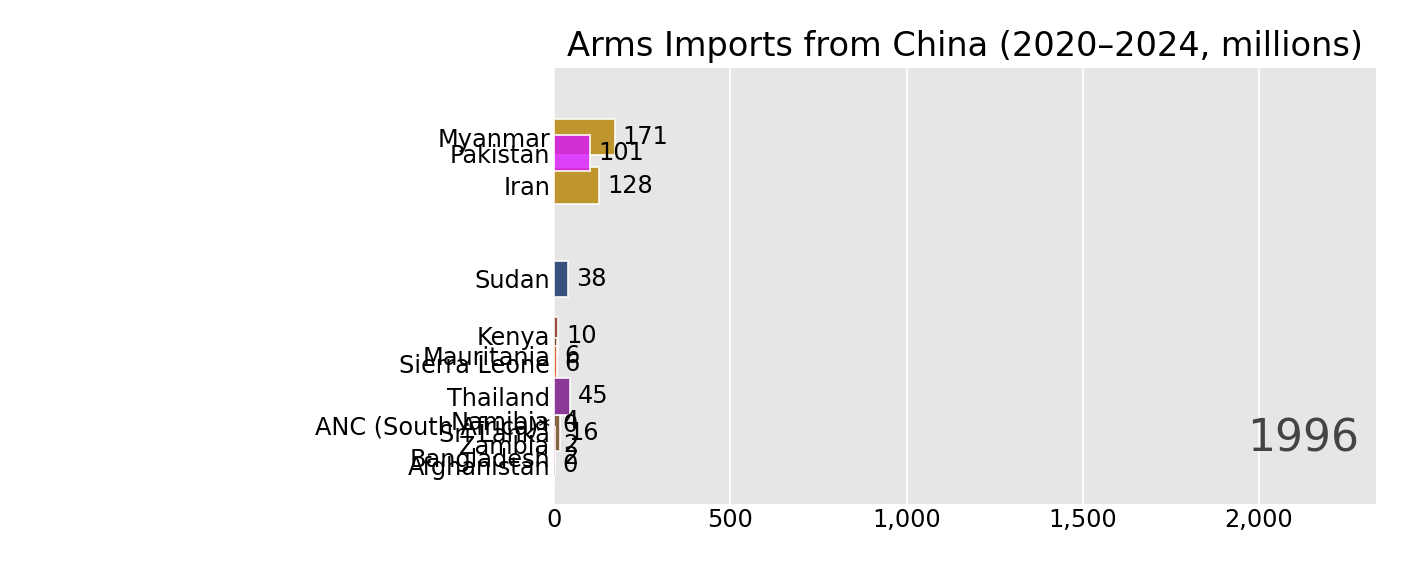 Arms Imports from China (2020–2024, millions)
Myanmar 171
Pakistan 101
Iran 128
Sudan 38
Kenya 10
Mauritania 6
Sierra Leone 6
Thailand 45
Namibia 4
ANC (South Africa)* 0
Sri Lanka 16
Zambia 2
Bangladesh 2
Afghanistan 0
1996
0 500 1,000 1,500 2,000